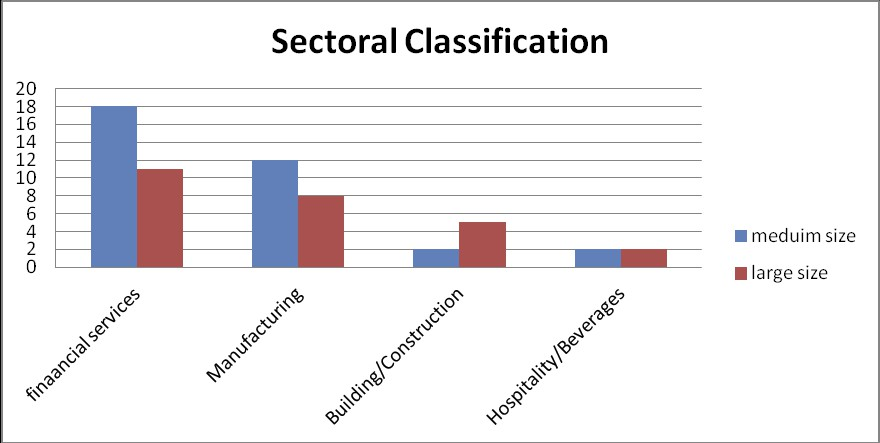 Sectoral Classification
20
18
16
14
12
10
8
6
4
2
0
finaancial services
Manufacturing
Building/Construction
Hospitality/Beverages
meduim size
large size